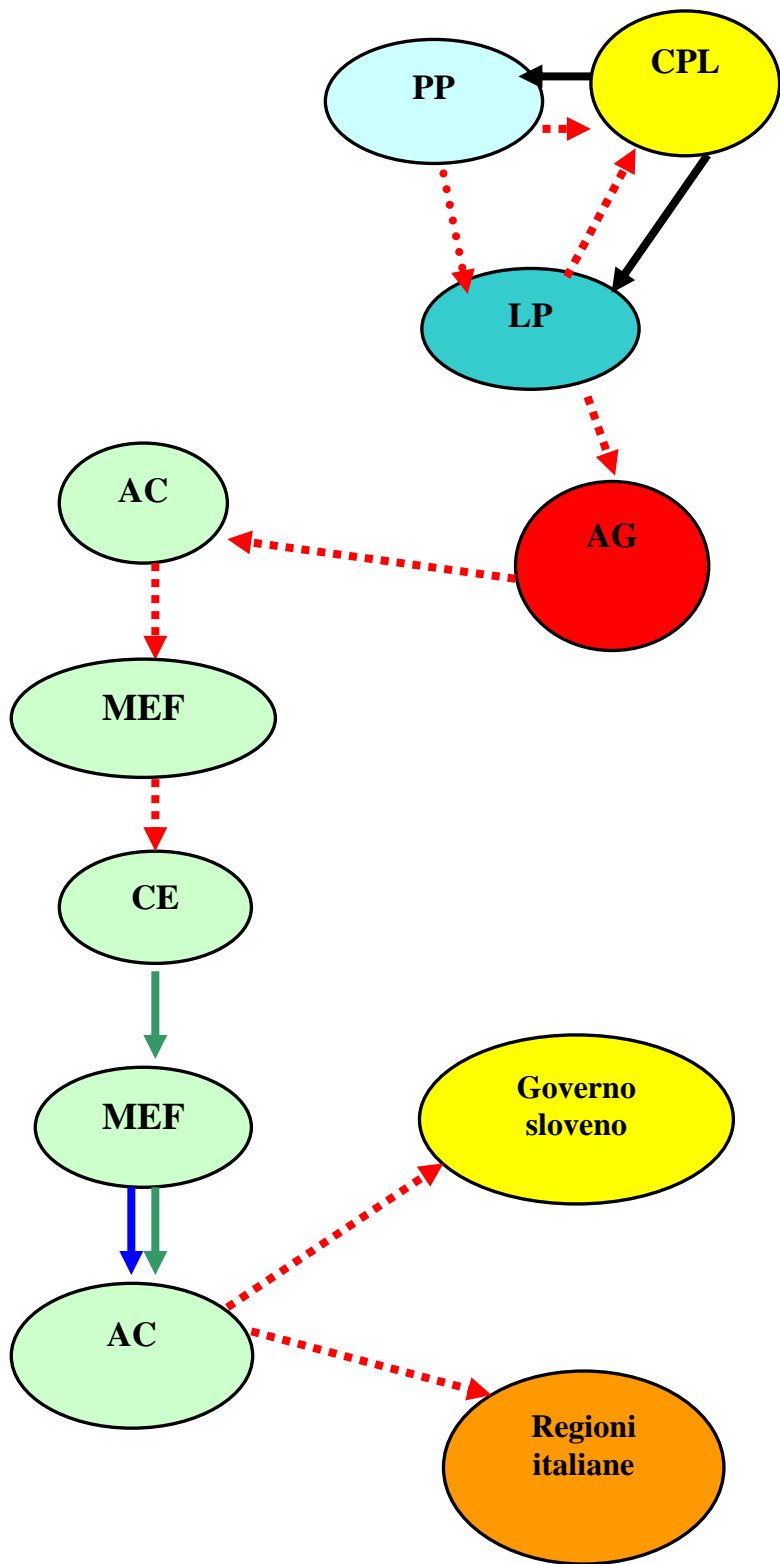 CPL
PP
LP
AC
AG
MEF
CE
MEF
Governo
sloveno
AC
Regioni
italiane